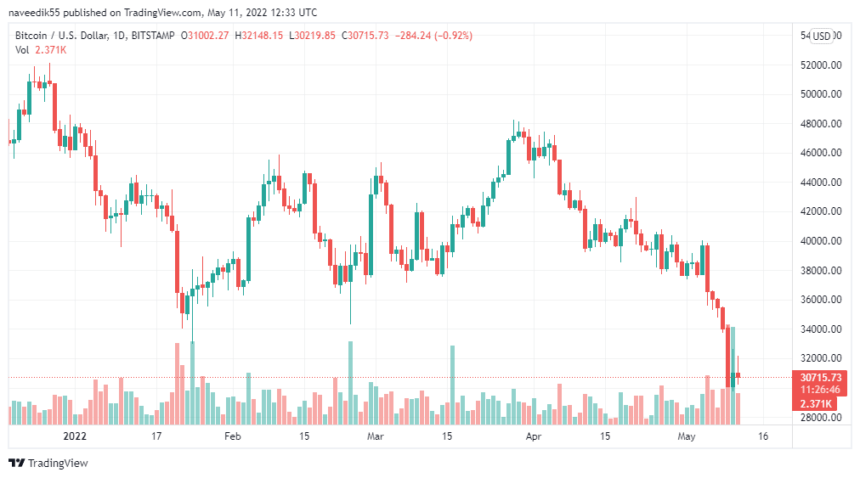 naveedik55 published on TradingView.com, May 11, 2022 12:33 UTC
Bitcoin / U.S. Dollar, 1D, BITSTAMP O31002.27 H32148.15 L30219.85 C30715.73 −284.24 (−0.92%)
Vol 2.371K
USD
52000.00
50000.00
48000.00
46000.00
44000.00
42000.00
40000.00
38000.00
36000.00
34000.00
32000.00
30715.73
11:26:46
2.371K
28000.00
2022 17 Feb 15 Mar 15 Apr 15 May 16
TradingView